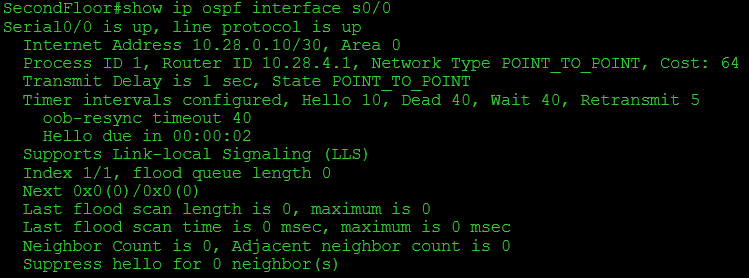 SecondFloor#show ip ospf interface s0/0
Serial0/0 is up, line protocol is up
  Internet Address 10.28.0.10/30, Area 0
  Process ID 1, Router ID 10.28.4.1, Network Type POINT_TO_POINT, Cost: 64
  Transmit Delay is 1 sec, State POINT_TO_POINT
  Timer intervals configured, Hello 10, Dead 40, Wait 40, Retransmit 5
    oob-resync timeout 40
    Hello due in 00:00:02
  Supports Link-local Signaling (LLS)
  Index 1/1, flood queue length 0
  Next 0x0(0)/0x0(0)
  Last flood scan length is 0, maximum is 0
  Last flood scan time is 0 msec, maximum is 0 msec
  Neighbor Count is 0, Adjacent neighbor count is 0
  Suppress hello for 0 neighbor(s)